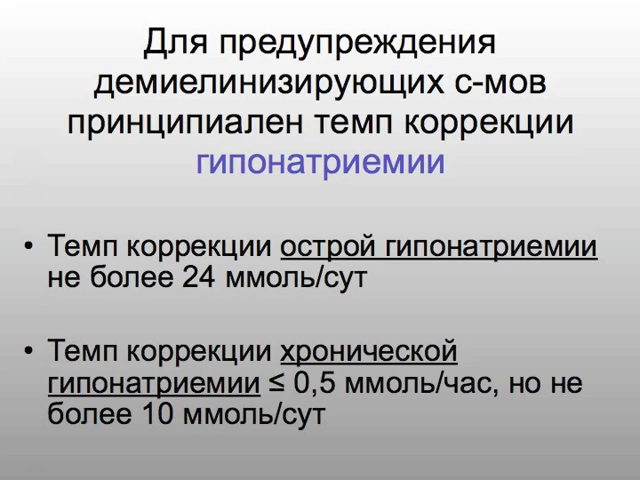 Для предупреждения
демиелинизирующих с-мов
принципиален темп коррекции
гипонатриемии
• Темп коррекции острой гипонатриемии
не более 24 ммоль/сут
• Темп коррекции хронической
гипонатриемии ≤ 0,5 ммоль/час, но не
более 10 ммоль/сут